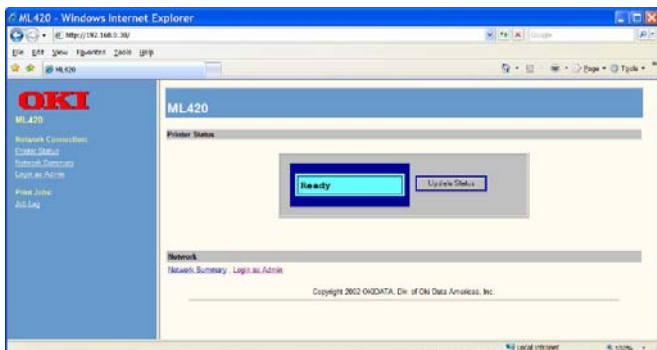 ML420 - Windows Internet Explorer
http://192.168.0.30/
Google
File Edit View Favorites Tools Help
ML420
Page Tools
OKI
ML420
ML420
Network Connection:
Printer Status
Network Summary
Login as Admin
Print Jobs:
Job Log
Printer Status
Ready
Update Status
Network
Network Summary Login as Admin
Copyright 2002 OKIDATA, Div. of Oki Data Americas, Inc.
Local intranet
100%